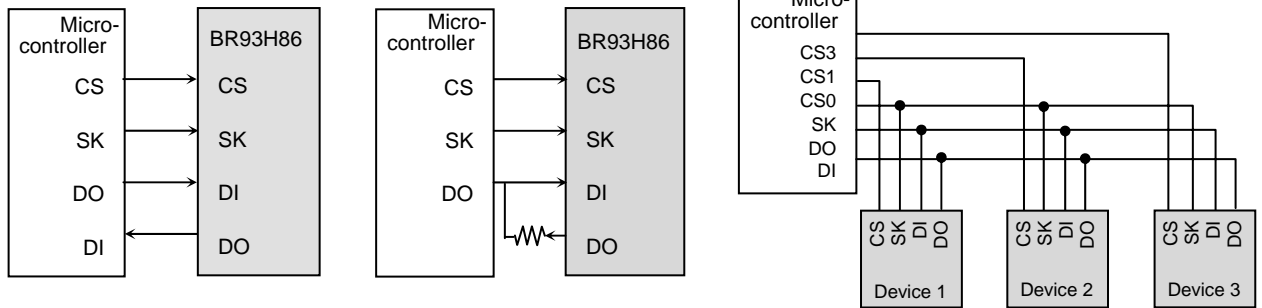 Micro-
controller
CS
SK
DO
DI
BR93H86
CS
SK
DI
DO
Micro-
controller
CS
SK
DO
BR93H86
CS
SK
DI
DO
Micro-
controller
CS3
CS1
CS0
SK
DO
DI
CS
SK
DI
DO
Device 1
CS
SK
DI
DO
Device 2
CS
SK
DI
DO
Device 3